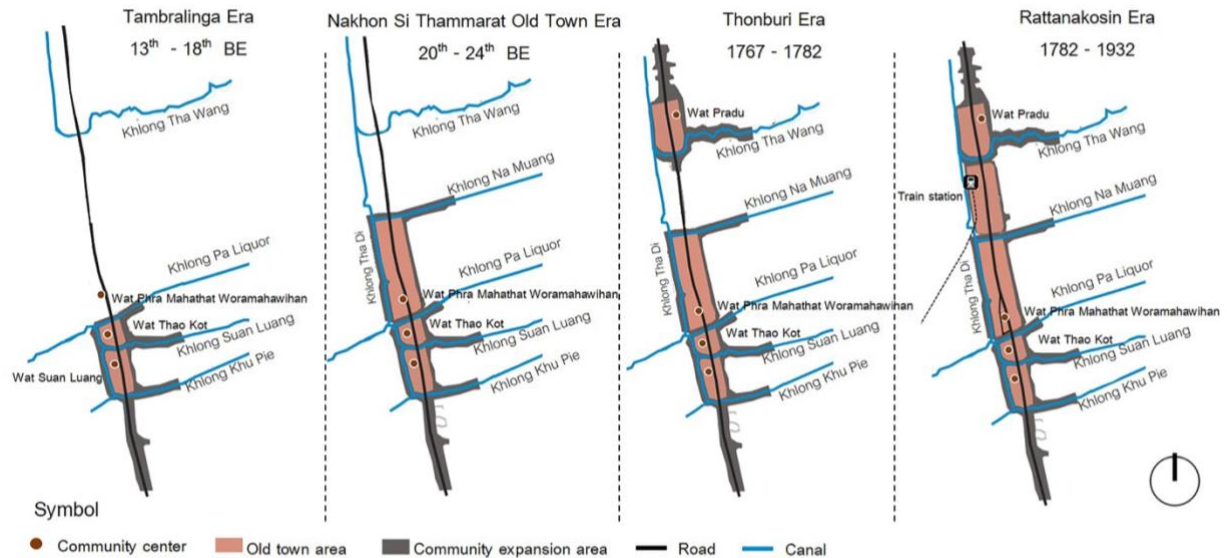 Tambralinga Era
13th - 18th BE
Khlong Tha Wang
Khlong Pa Liquor
Wat Phra Mahathat Woramahawihan
Wat Thao Kot
Khlong Suan Luang
Wat Suan Luang
Khlong Khu Pie
Nakhon Si Thammarat Old Town Era
20th - 24th BE
Khlong Tha Wang
Khlong Na Muang
Khlong Tha Di
Khlong Pa Liquor
Wat Phra Mahathat Woramahawihan
Wat Thao Kot
Khlong Suan Luang
Khlong Khu Pie
Thonburi Era
1767 - 1782
Wat Pradu
Khlong Tha Wang
Khlong Na Muang
Khlong Tha Di
Khlong Pa Liquor
Wat Phra Mahathat Woramahawihan
Wat Thao Kot
Khlong Suan Luang
Khlong Khu Pie
Rattanakosin Era
1782 - 1932
Wat Pradu
Khlong Tha Wang
Train station
Khlong Na Muang
Khlong Tha Di
Khlong Pa Liquor
Wat Phra Mahathat Woramahawihan
Wat Thao Kot
Khlong Suan Luang
Khlong Khu Pie
Symbol
Community center
Old town area
Community expansion area
Road
Canal